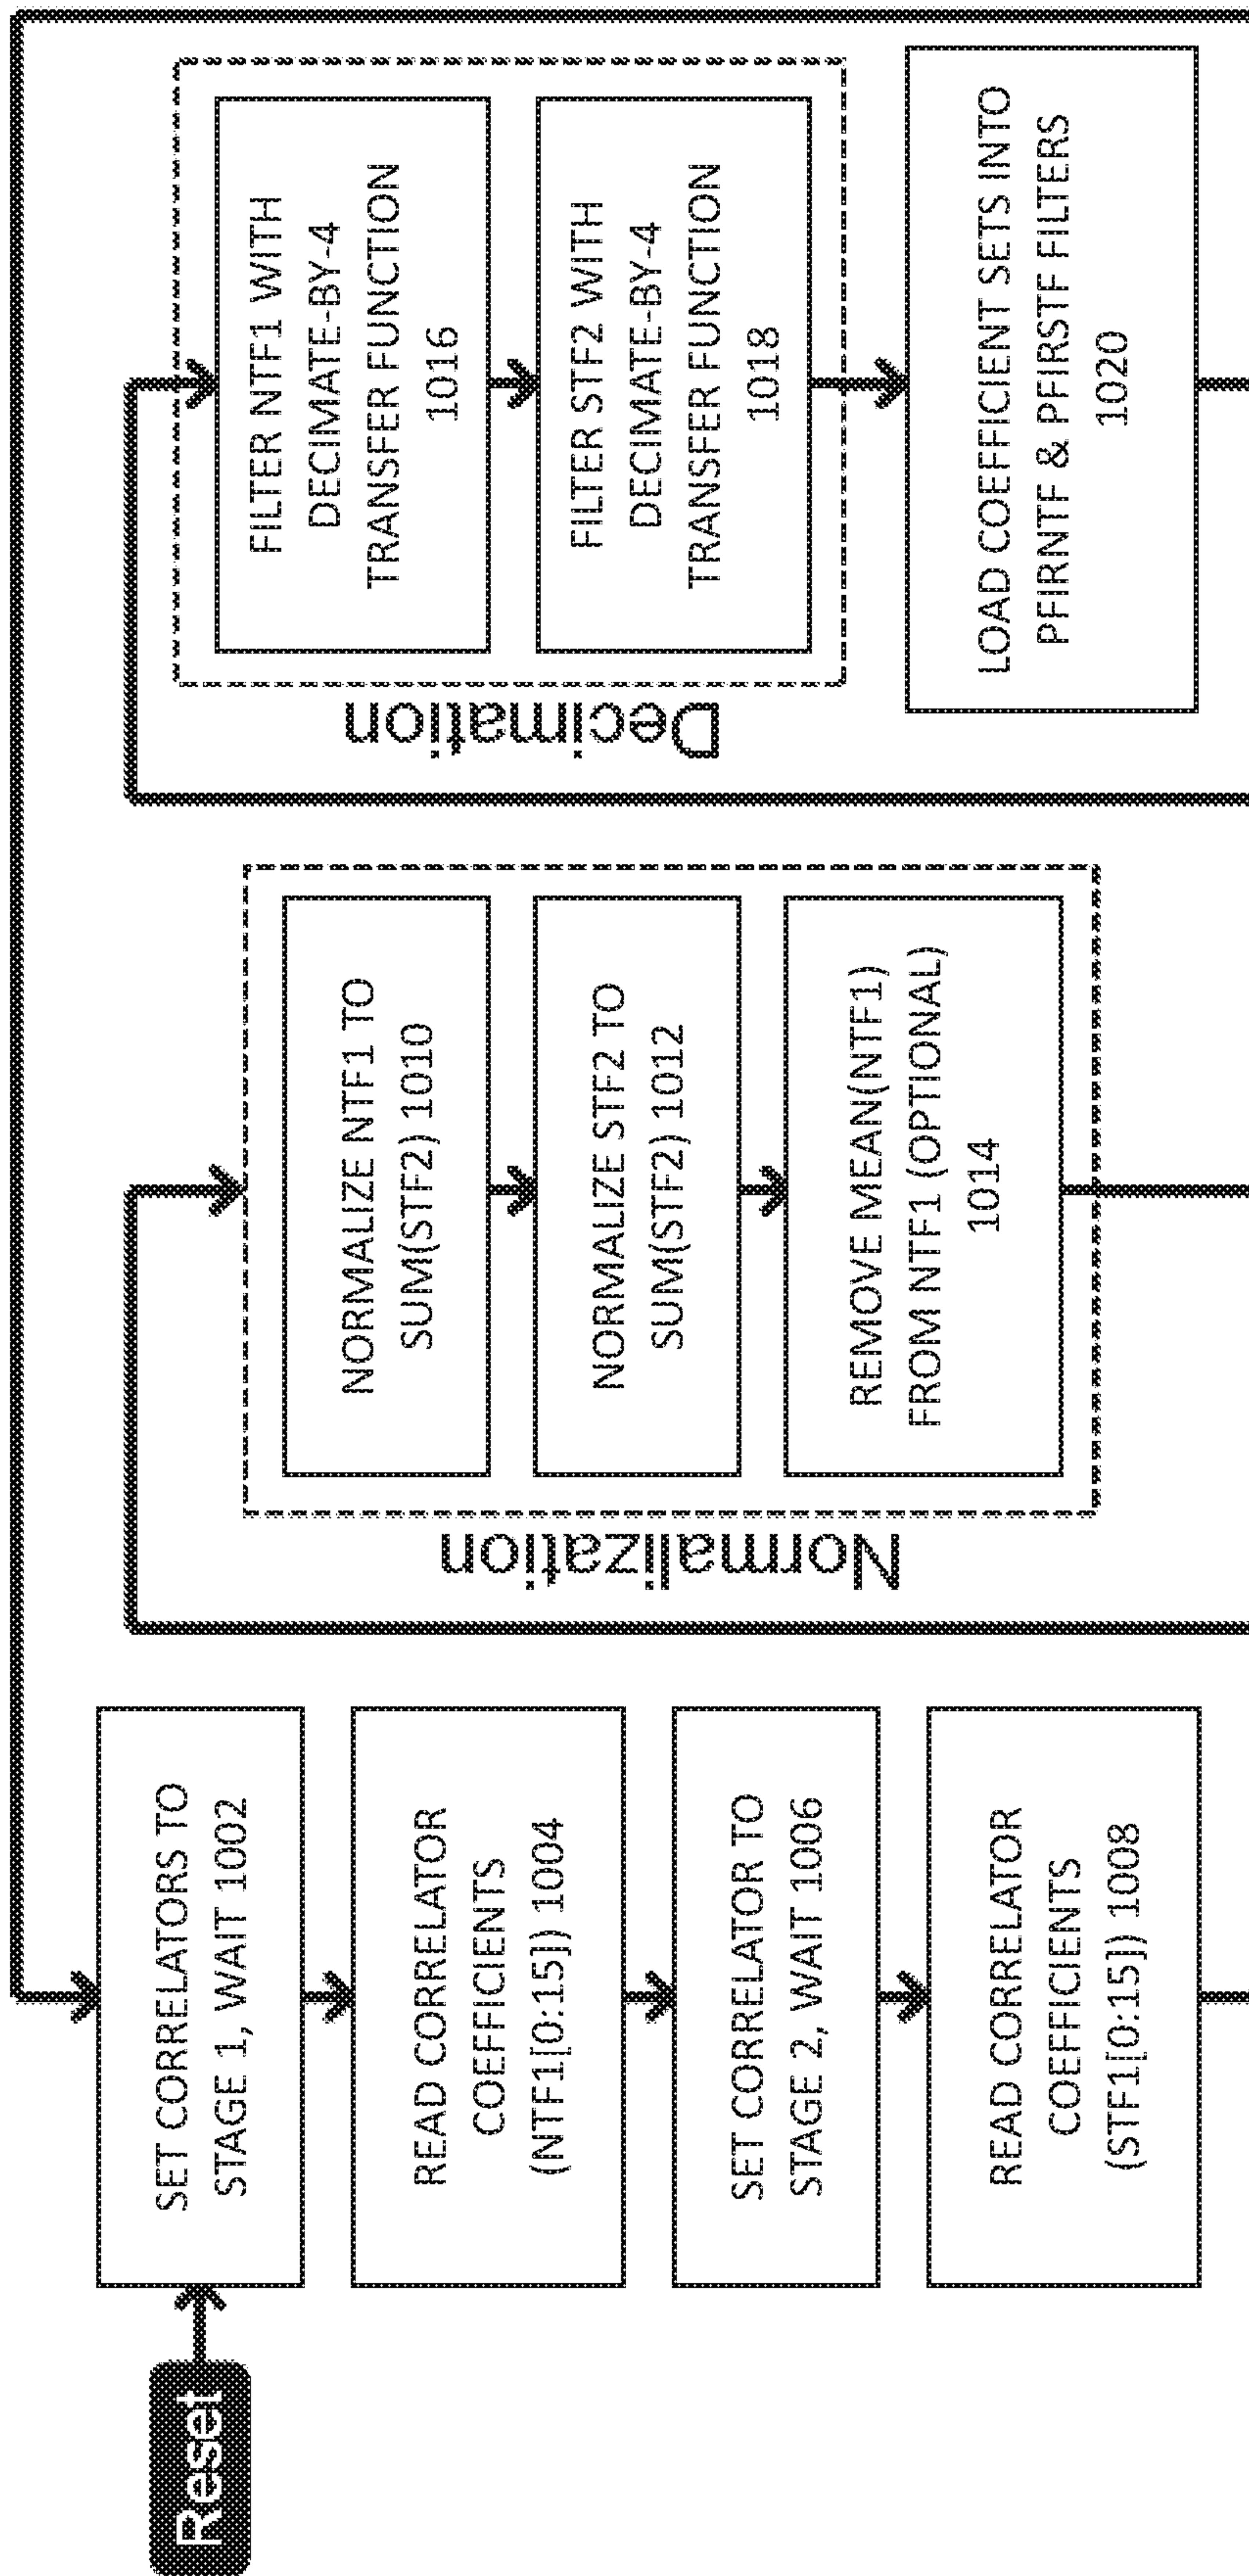 Reset
SET CORRELATORS TO
STAGE 1, WAIT 1002
READ CORRELATOR
COEFFICIENTS
(NTF1[0:15]) 1004
SET CORRELATOR TO
STAGE 2, WAIT 1006
READ CORRELATOR
COEFFICIENTS
(STF1[0:15]) 1008
Normalization
NORMALIZE NTF1 TO
SUM(STF2) 1010
NORMALIZE STF2 TO
SUM(STF2) 1012
REMOVE MEAN(NTF1)
FROM NTF1 (OPTIONAL)
1014
Decimation
FILTER NTF1 WITH
DECIMATE-BY-4
TRANSFER FUNCTION
1016
FILTER STF2 WITH
DECIMATE-BY-4
TRANSFER FUNCTION
1018
LOAD COEFFICIENT SETS INTO
PFIRNTF & PFIRSTF FILTERS
1020